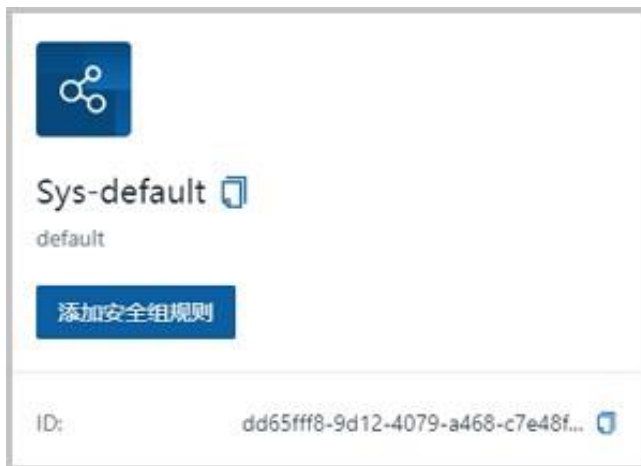 Sys-default
default
添加安全组规则
ID: dd65fff8-9d12-4079-a468-c7e48f...